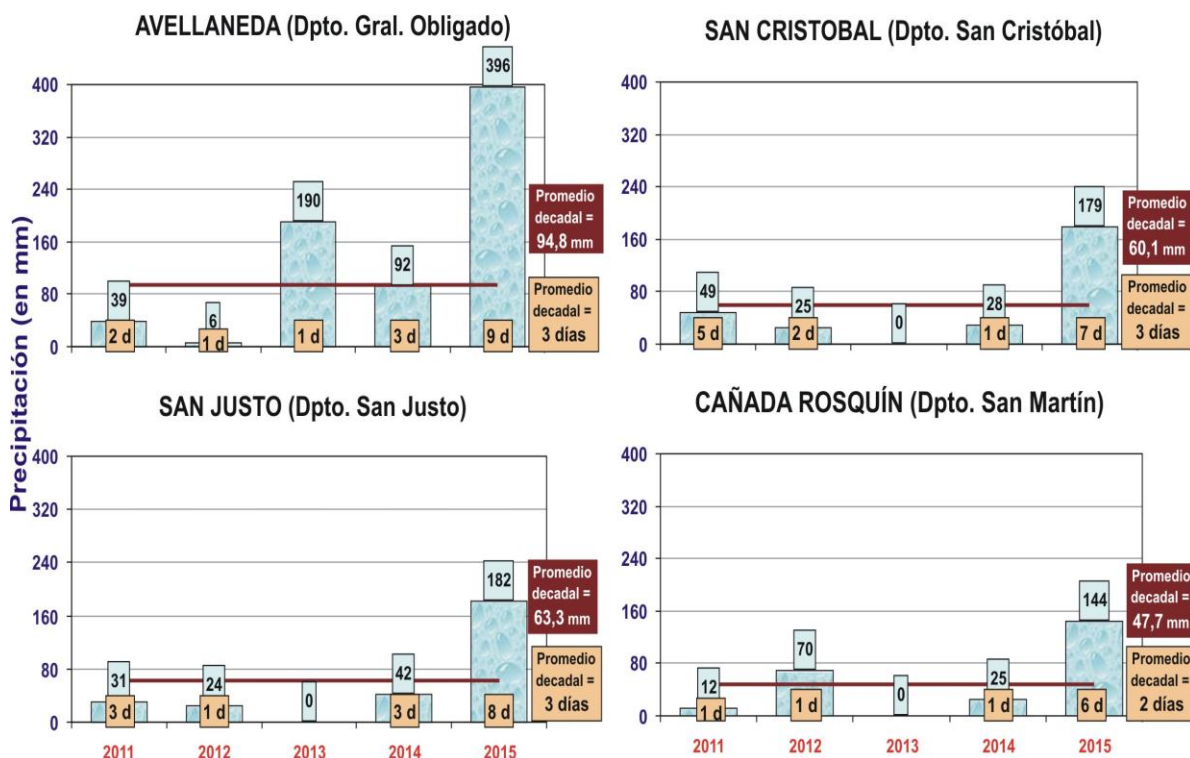 AVELLANEDA (Dpto. Gral. Obligado)
400
320
240
160
80
0
39
6
190
92
396
2 d
1 d
1 d
3 d
9 d
Promedio
decadal =
94,8 mm
Promedio
decadal =
3 días
SAN CRISTOBAL (Dpto. San Cristóbal)
400
320
240
160
80
0
49
25
0
28
179
5 d
2 d
1 d
7 d
Promedio
decadal =
60,1 mm
Promedio
decadal =
3 días
Precipitación (en mm)
SAN JUSTO (Dpto. San Justo)
400
320
240
160
80
0
31
24
0
42
182
3 d
1 d
3 d
8 d
Promedio
decadal =
63,3 mm
Promedio
decadal =
3 días
2011
2012
2013
2014
2015
CAÑADA ROSQUÍN (Dpto. San Martín)
400
320
240
160
80
0
12
70
0
25
144
1 d
1 d
1 d
6 d
Promedio
decadal =
47,7 mm
Promedio
decadal =
2 días
2011
2012
2013
2014
2015